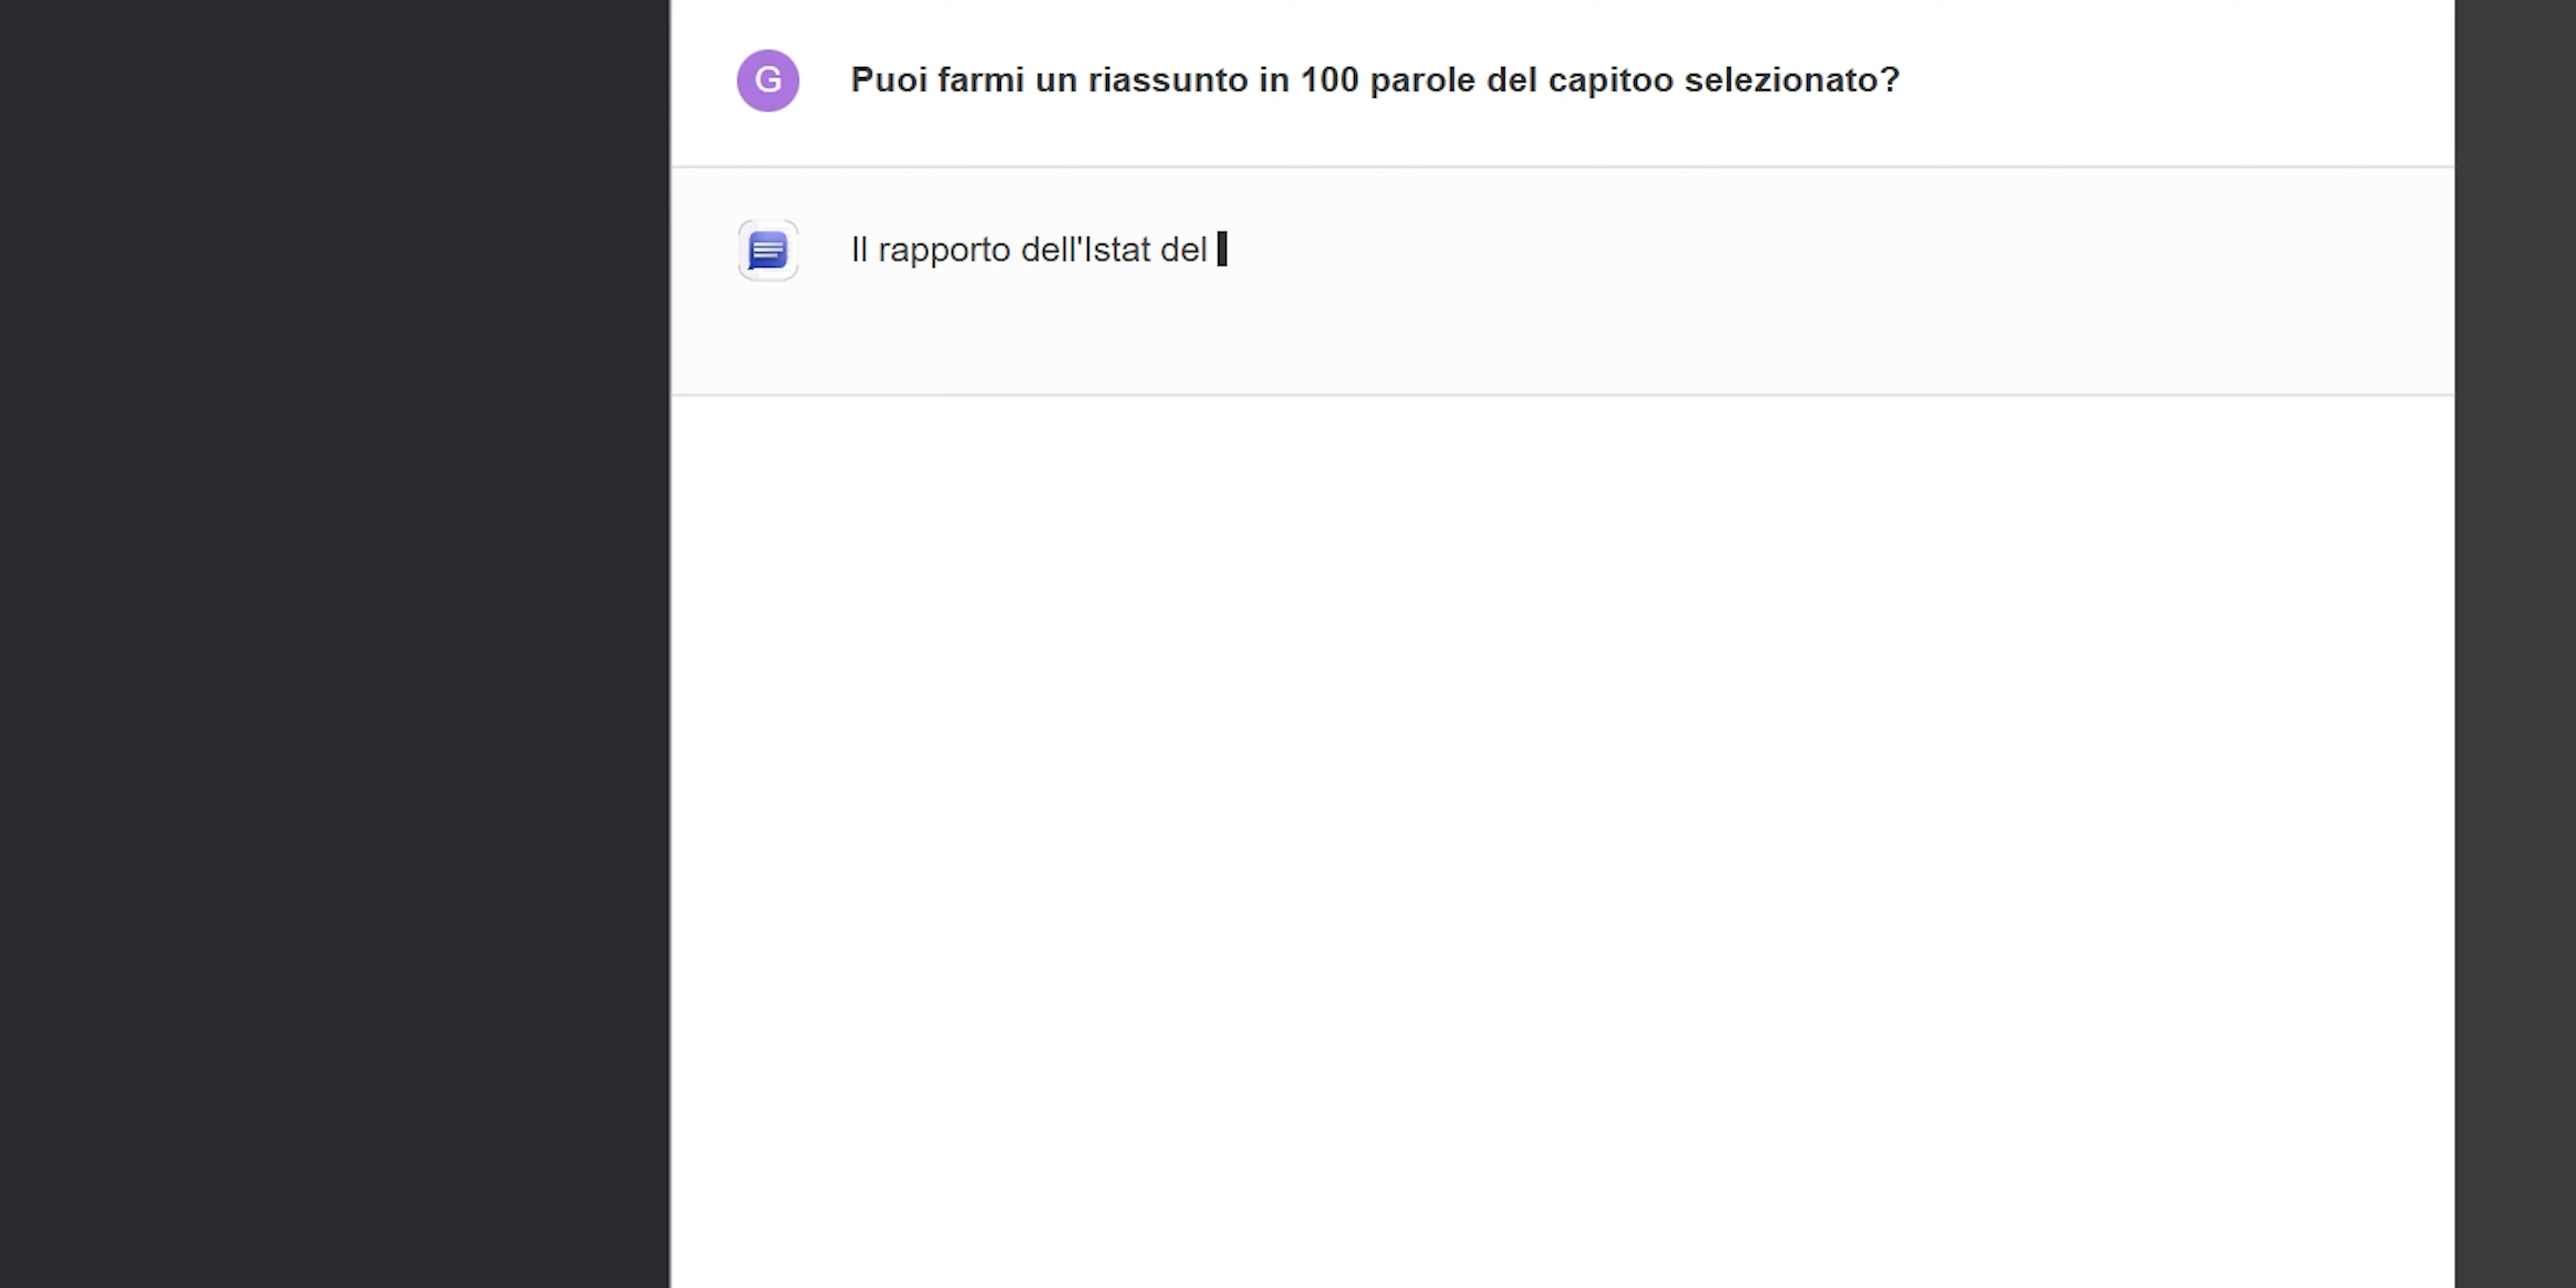 G
Puoi farmi un riassunto in 100 parole del capitoo selezionato?
Il rapporto dell'Istat del